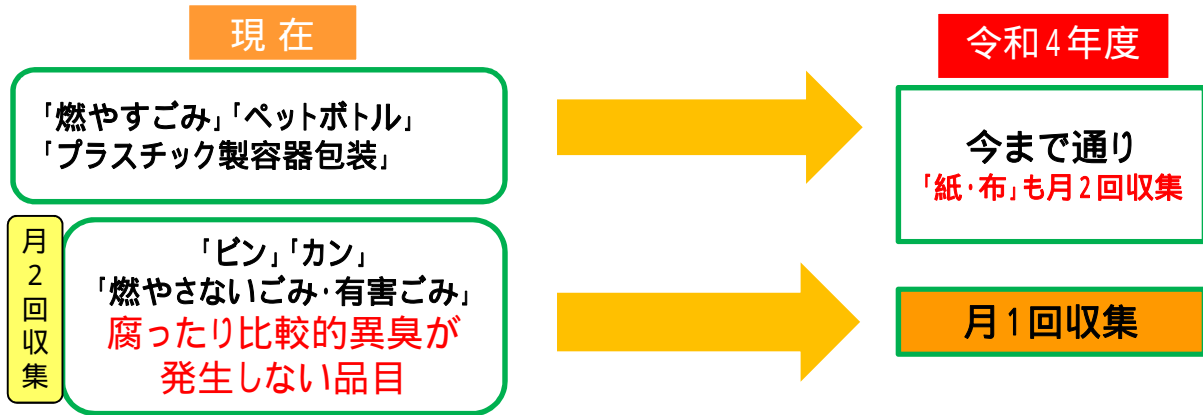 現在
令和4年度
「燃やすごみ」「ペットボトル」
「プラスチック製容器包装」
今まで通り
「紙・布」も月2回収集
月2回収集
「ビン」「カン」
「燃やさないごみ・有害ごみ」
腐ったり比較的異臭が
発生しない品目
月1回収集